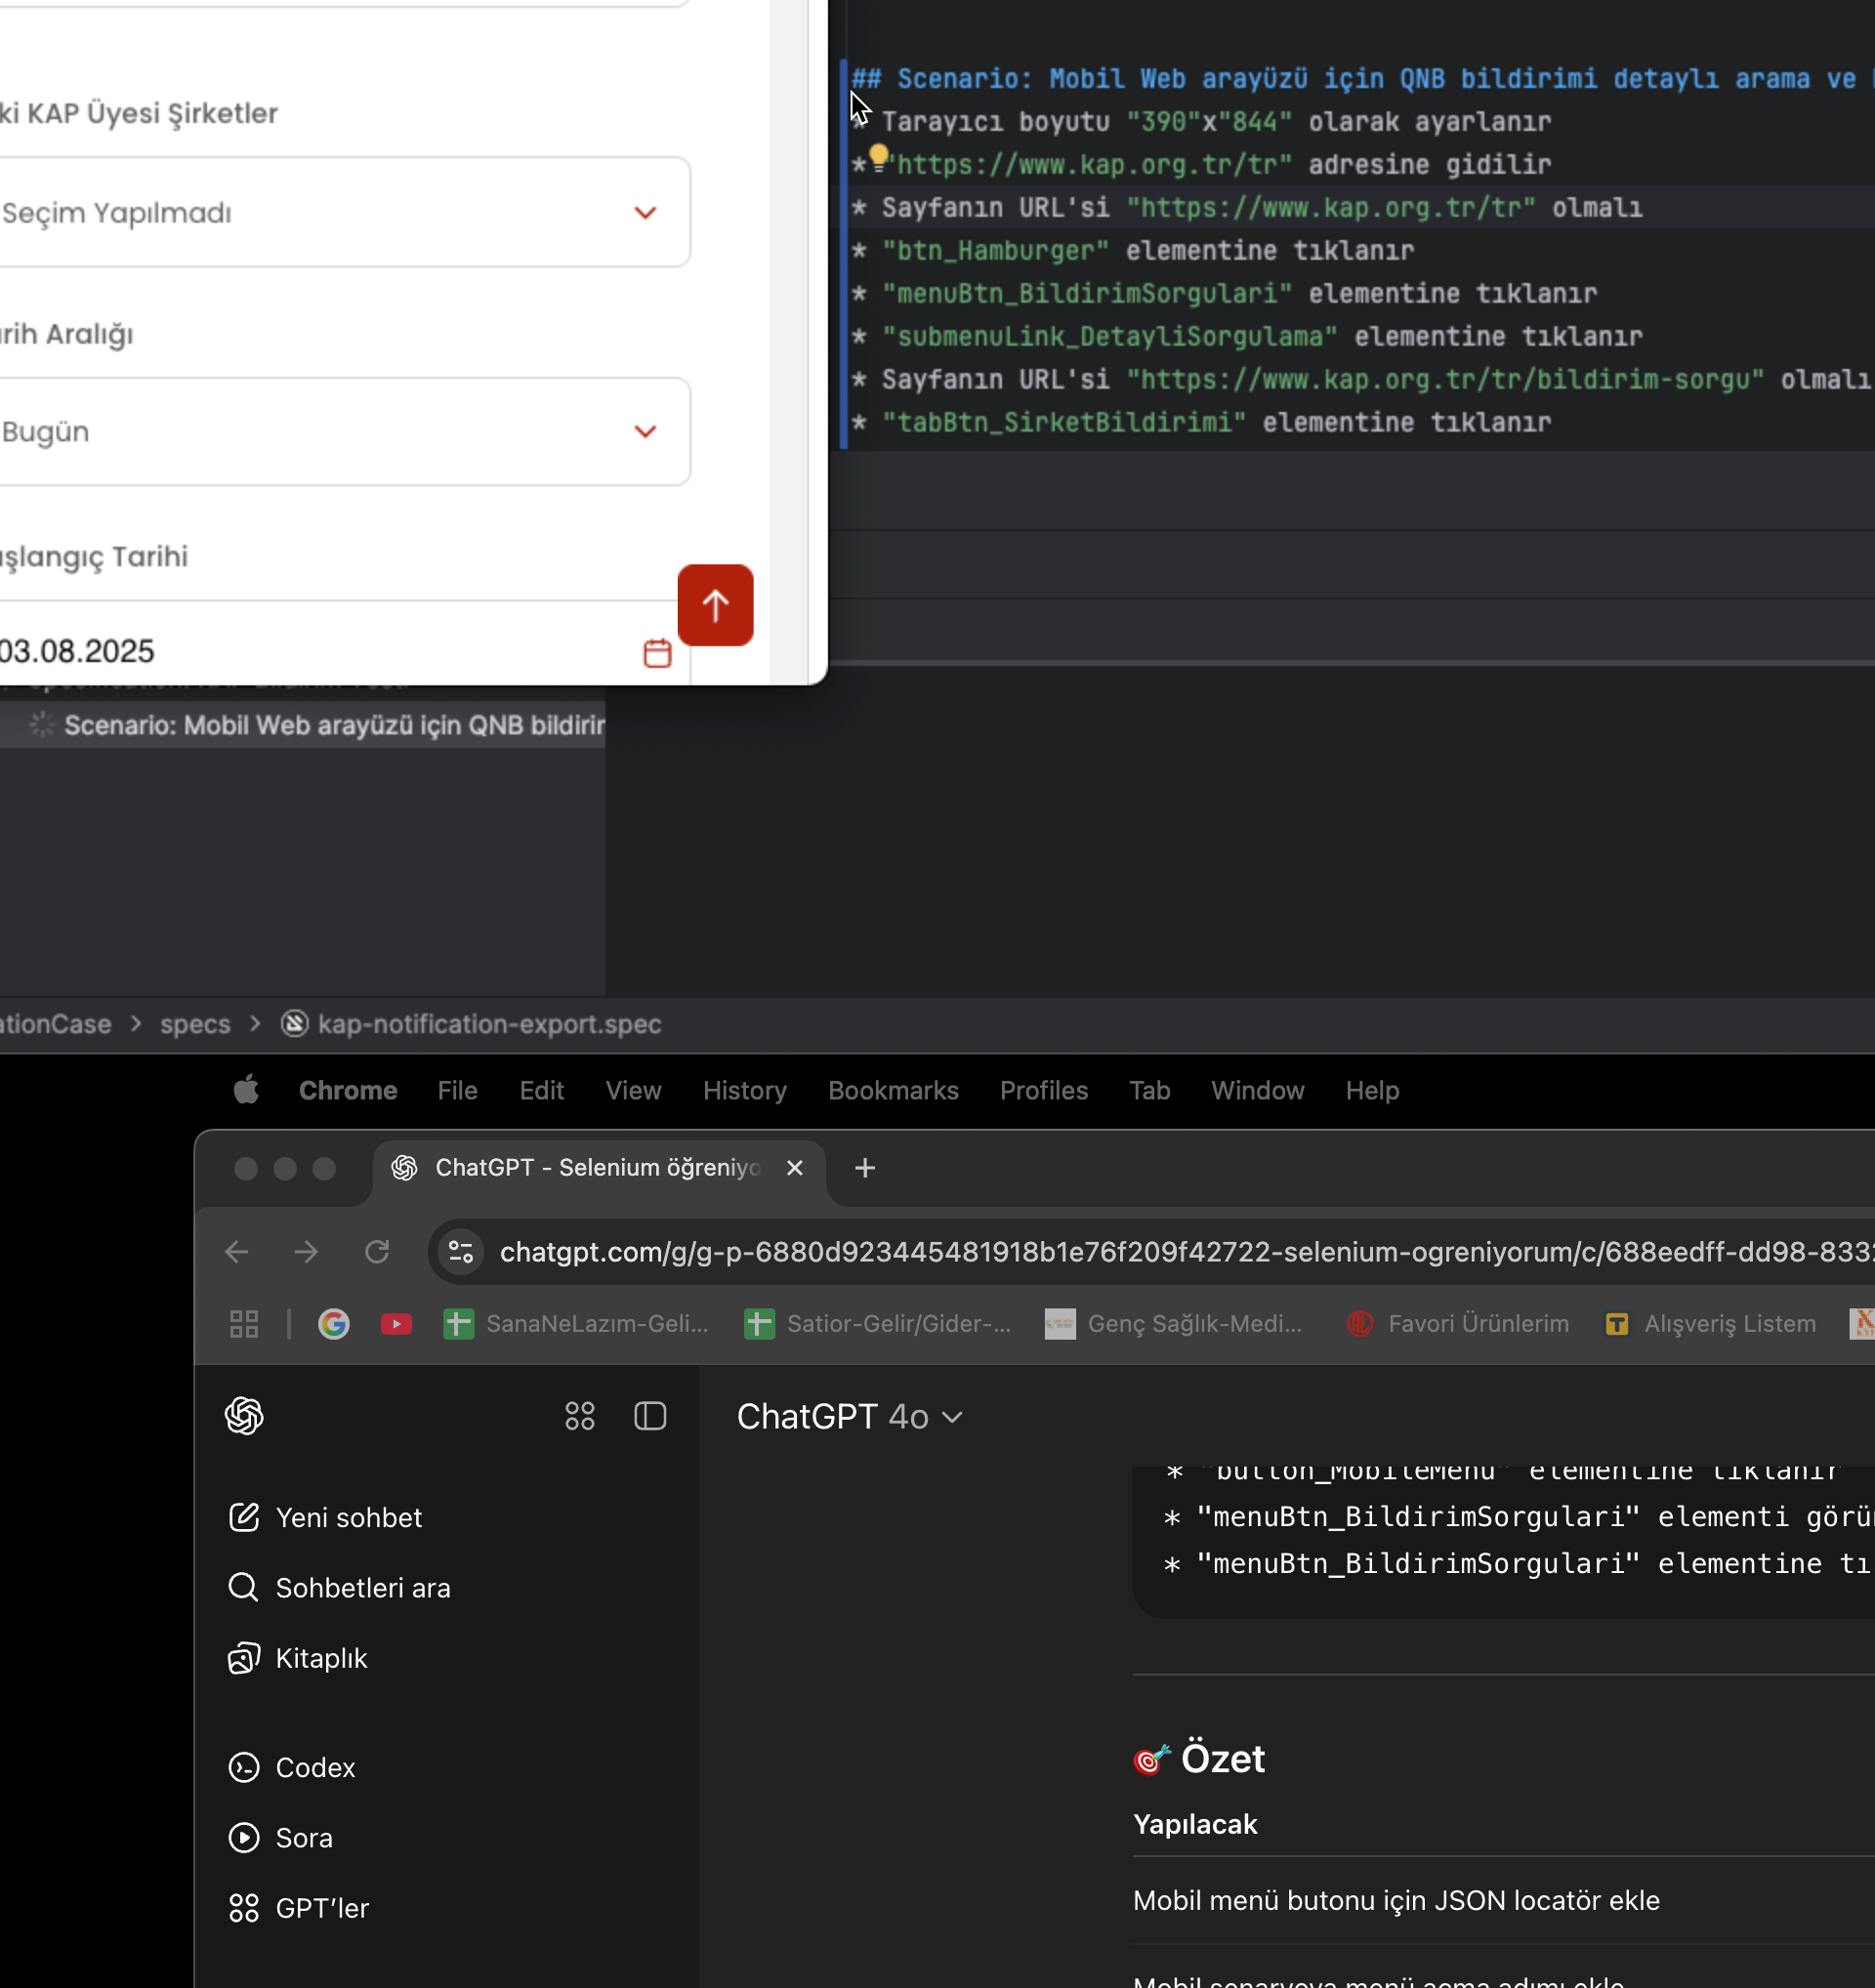 ki KAP Üyesi Şirketler
Seçim Yapılmadı
rih Aralığı
Bugün
şlangıç Tarihi
03.08.2025
## Scenario: Mobil Web arayüzü için QNB bildirimi detaylı arama ve
* Tarayıcı boyutu "390"x"844" olarak ayarlanır
* "https://www.kap.org.tr/tr" adresine gidilir
* Sayfanın URL'si "https://www.kap.org.tr/tr" olmalı
* "btn_Hamburger" elementine tıklanır
* "menuBtn_BildirimSorgulari" elementine tıklanır
* "submenuLink_DetayliSorgulama" elementine tıklanır
* Sayfanın URL'si "https://www.kap.org.tr/tr/bildirim-sorgu" olmalı
* "tabBtn_SirketBildirimi" elementine tıklanır
Scenario: Mobil Web arayüzü için QNB bildirir
ationCase > specs > kap-notification-export.spec
Chrome File Edit View History Bookmarks Profiles Tab Window Help
ChatGPT - Selenium öğreniyo
chatgpt.com/g/g-p-6880d923445481918b1e76f209f42722-selenium-ogreniyorum/c/688eedff-dd98-833
SanaNeLazım-Geli... Satior-Gelir/Gider-... Genç Sağlık-Medi... Favori Ürünlerim Alışveriş Listem
ChatGPT 4o
Yeni sohbet
Sohbetleri ara
Kitaplık
Codex
Sora
GPT'ler
* "button_MobileMenu" elementine tıklanır
* "menuBtn_BildirimSorgulari" elementi görü
* "menuBtn_BildirimSorgulari" elementine tı
🎯 Özet
Yapılacak
Mobil menü butonu için JSON locatör ekle
Mobil senaryoya menü açma adımı ekle